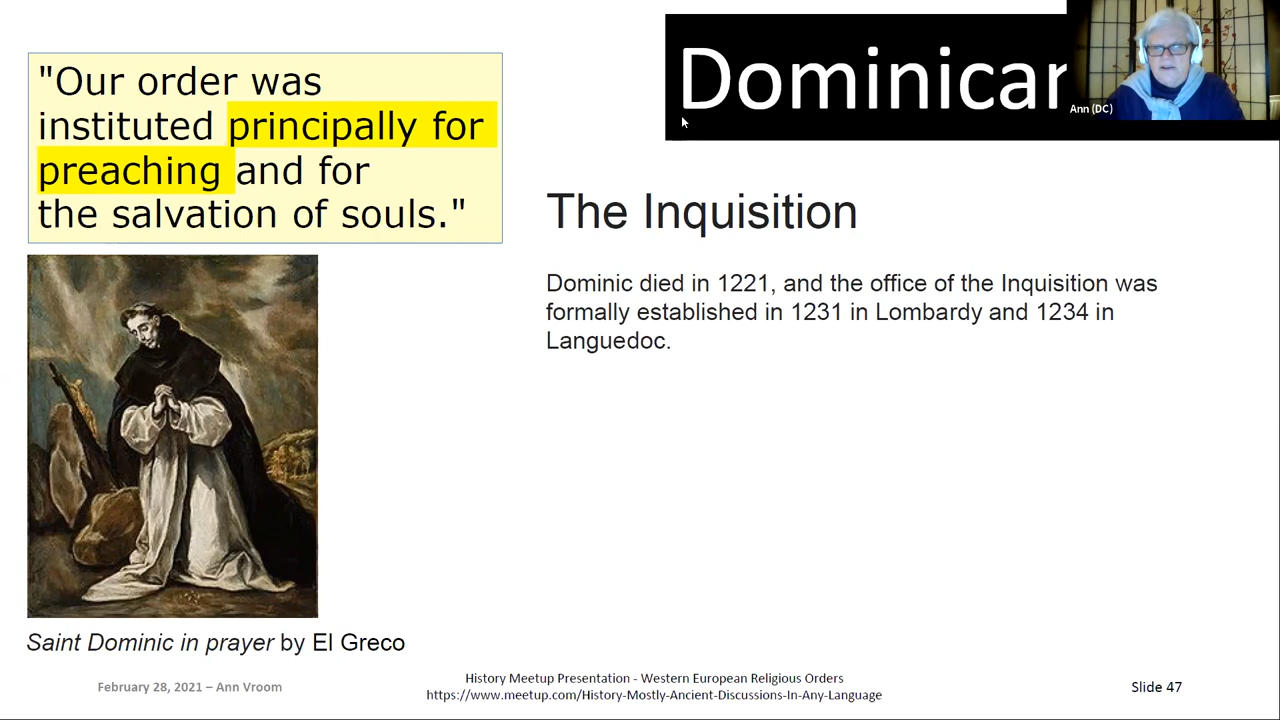 "Our order was
instituted principally for
preaching and for
the salvation of souls."
Dominican
Ann (DC)
The Inquisition
Dominic died in 1221, and the office of the Inquisition was
formally established in 1231 in Lombardy and 1234 in
Languedoc.
Saint Dominic in prayer by El Greco
February 28, 2021 – Ann Vroom
History Meetup Presentation - Western European Religious Orders
https://www.meetup.com/History-Mostly-Ancient-Discussions-In-Any-Language
Slide 47